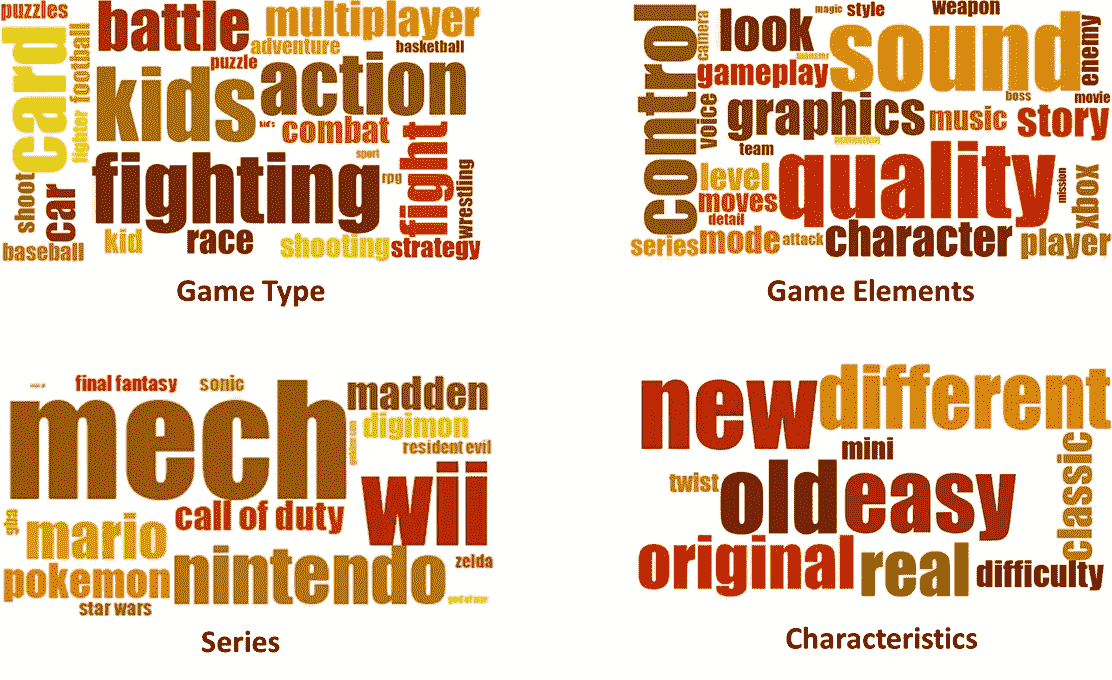 puzzles
battle
multiplayer
adventure
basketball
card
football
puzzle
action
kids
kid's
combat
fighter
sport
fight
fighting
rpg
wrestling
shoot
car
baseball
kid
race
shooting
strategy
Game Type
control
camera
look
magic
style
weapon
sound
enemy
monster
gameplay
boss
movie
voice
graphics
music
story
team
quality
level
moves
detail
mission
xbox
series
mode
attack
character
player
Game Elements
final fantasy
sonic
mech
madden
digimon
resident evil
wii
gba
mario
call of duty
nintendo
zelda
pokemon
star wars
god of war
Series
new
different
mini
classic
twist
old
easy
original
real
difficulty
Characteristics